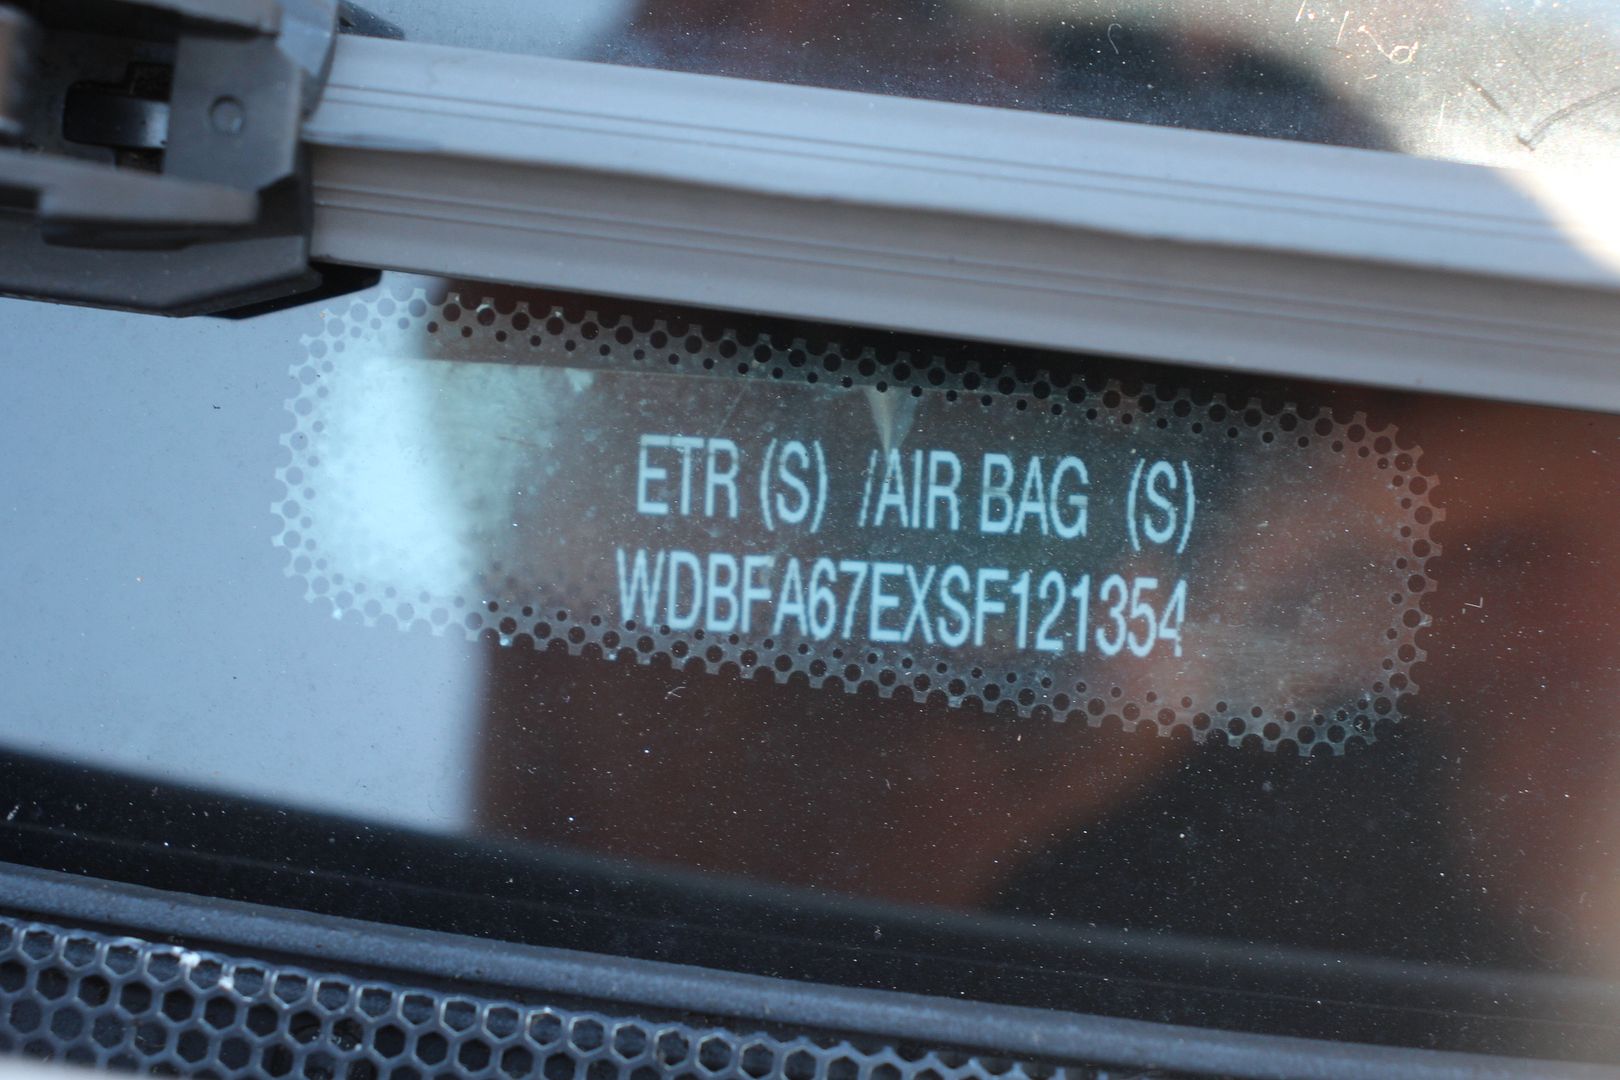 ETR (S) /AIR BAG (S)
WDBFA67EXSF121354